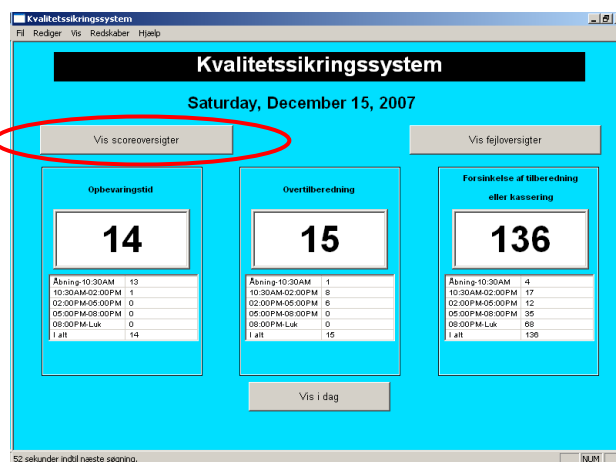 Kvalitetssikringssystem
Fil Rediger Vis Redskaber Hjælp
Kvalitetssikringssystem
Saturday, December 15, 2007
Vis scoreoversigter
Vis fejloversigter
Opbevaringstid
14
Åbning-10:30AM 13
10:30AM-02:00PM 1
02:00PM-05:00PM 0
05:00PM-08:00PM 0
08:00PM-Luk 0
I alt 14
Overtilberedning
15
Åbning-10:30AM 1
10:30AM-02:00PM 8
02:00PM-05:00PM 6
05:00PM-08:00PM 0
08:00PM-Luk 0
I alt 15
Forsinkelse af tilberedning
eller kassering
136
Åbning-10:30AM 4
10:30AM-02:00PM 17
02:00PM-05:00PM 12
05:00PM-08:00PM 35
08:00PM-Luk 68
I alt 136
Vis i dag
52 sekunder indtil næste søgning.
NUM